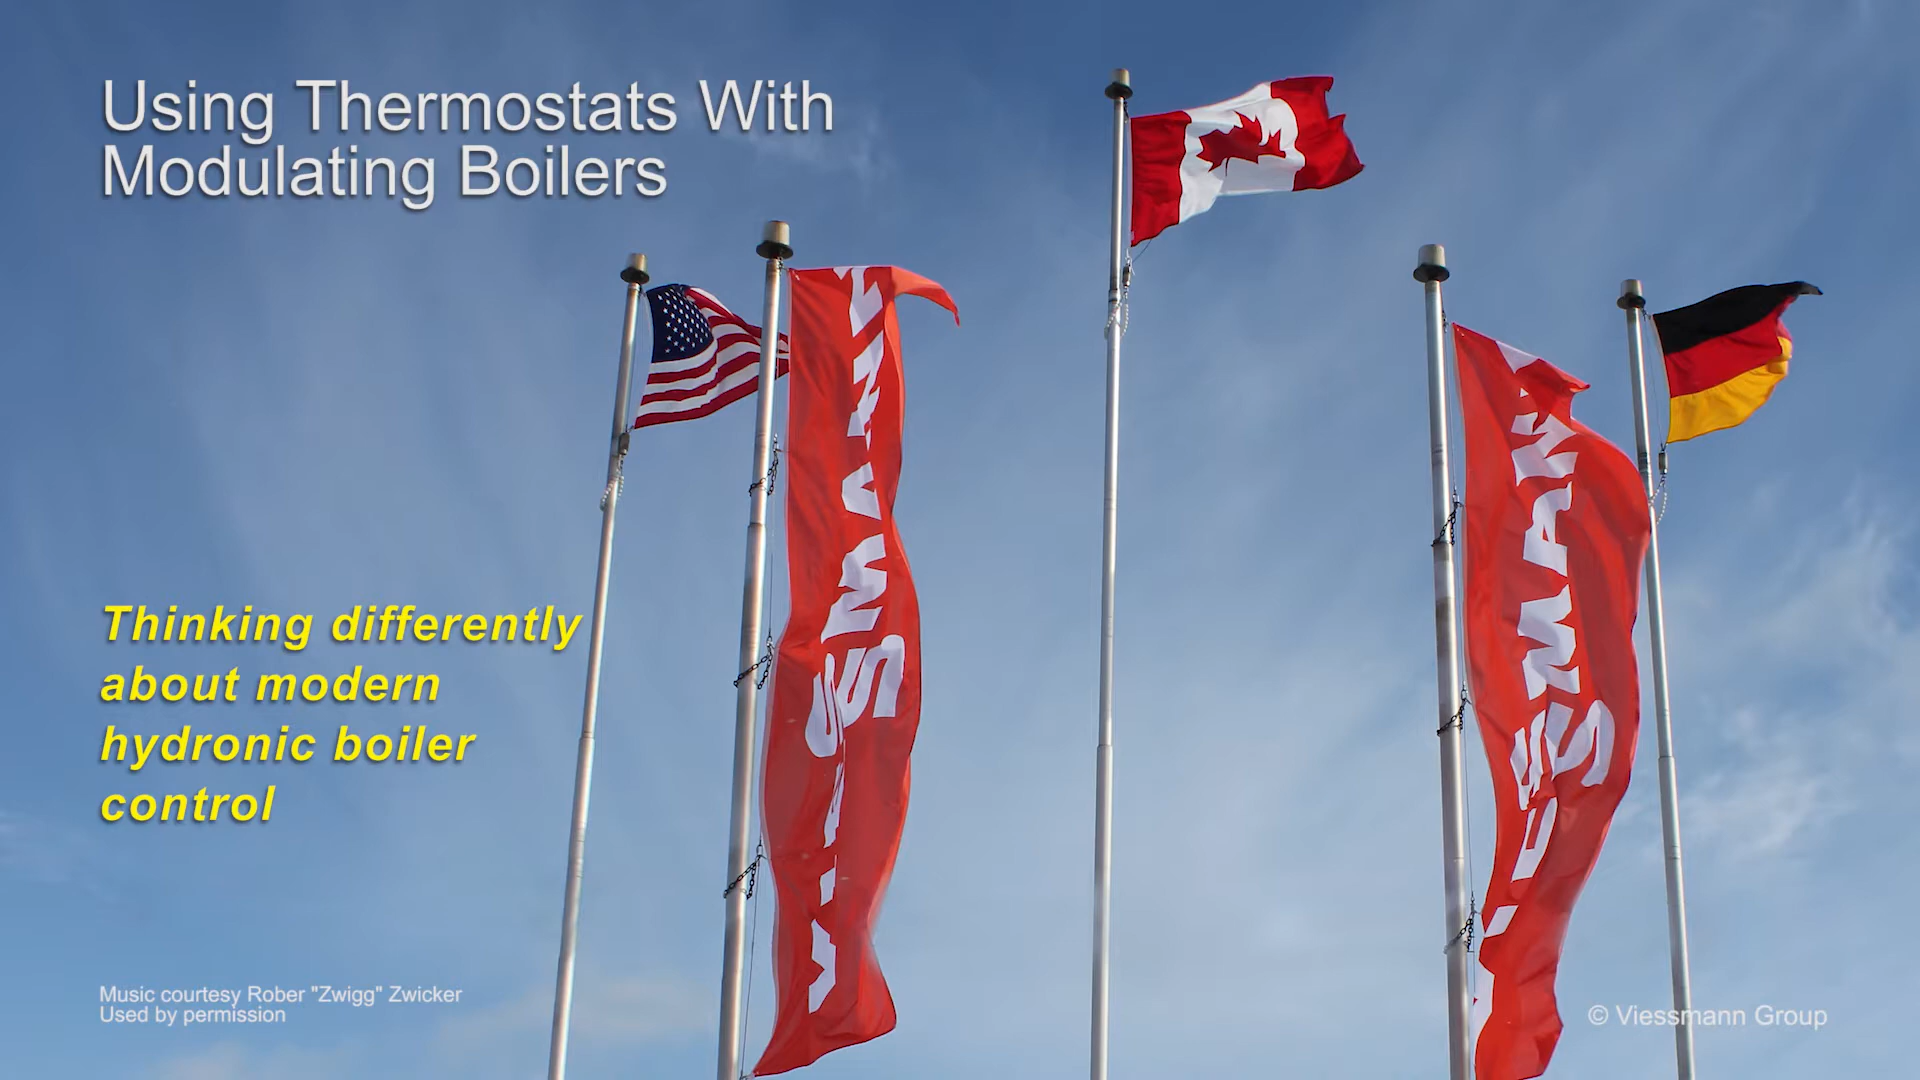 Using Thermostats With
Modulating Boilers
Thinking differently
about modern
hydronic boiler
control
Music courtesy Rober "Zwigg" Zwicker
Used by permission
© Viessmann Group